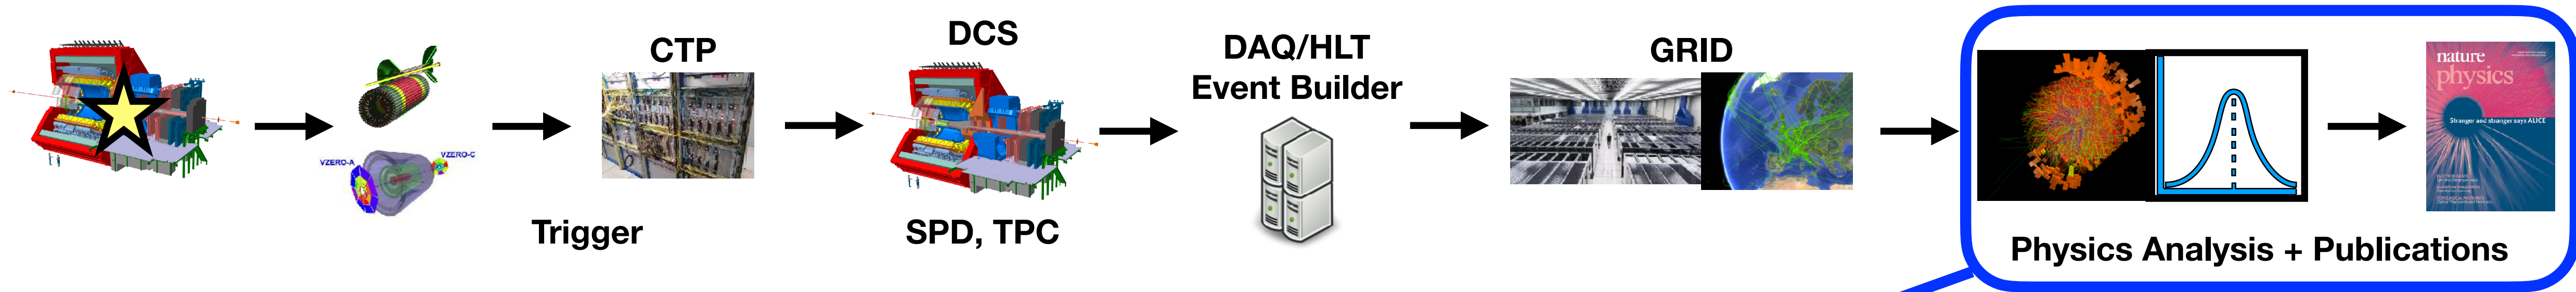 VZERO-A
VZERO-C
CTP
Trigger
DCS
SPD, TPC
DAQ/HLT
Event Builder
GRID
nature
physics
Stranger and stranger says ALICE
Physics Analysis + Publications